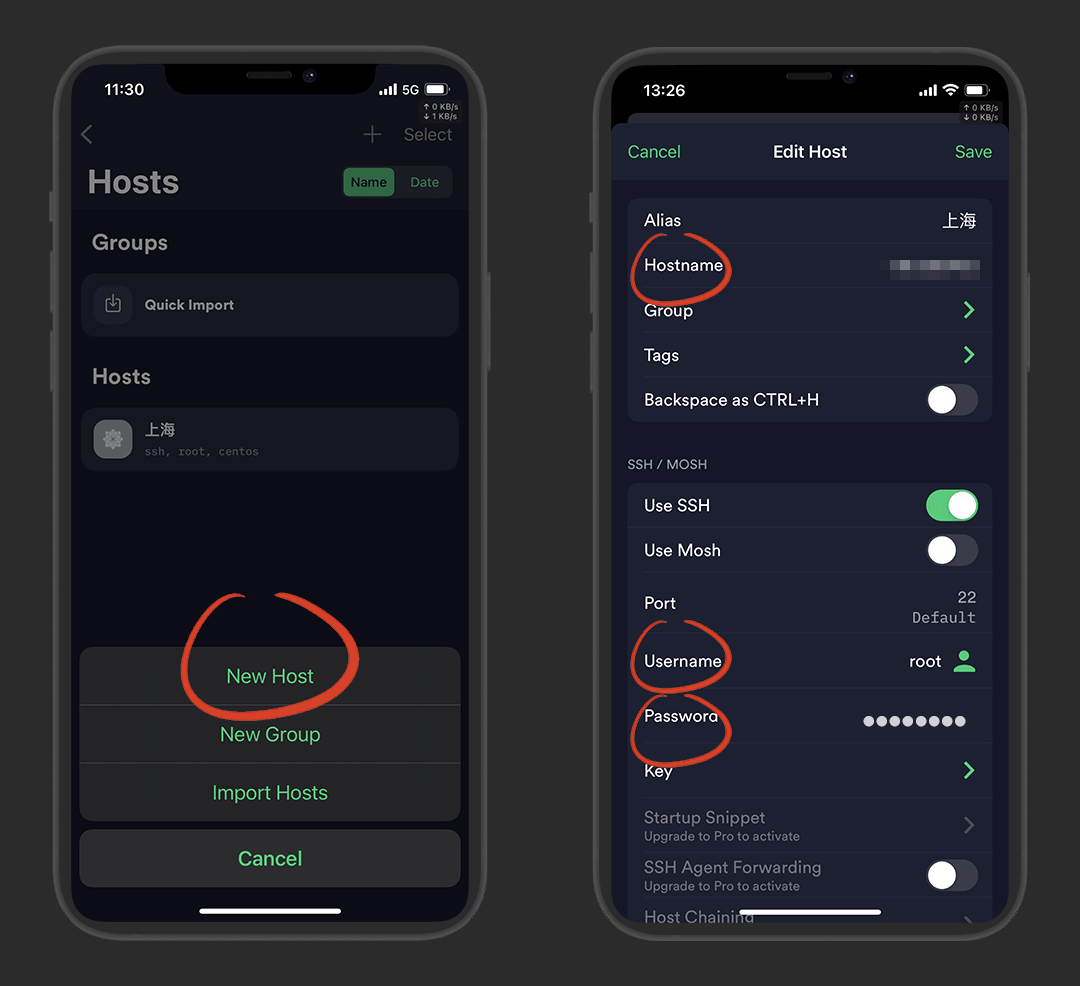 11:30
5G
↑ 0 KB/s
↓ 1 KB/s
Select
Hosts
Name
Date
Groups
Quick Import
Hosts
上海
ssh, root, centos
New Host
New Group
Import Hosts
Cancel
13:26
↑ 0 KB/s
↓ 0 KB/s
Cancel
Edit Host
Save
Alias
上海
Hostname
Group
Tags
Backspace as CTRL+H
SSH / MOSH
Use SSH
Use Mosh
Port
22
Default
Username
root
Password
Key
Startup Snippet
Upgrade to Pro to activate
SSH Agent Forwarding
Upgrade to Pro to activate
Host Chaining